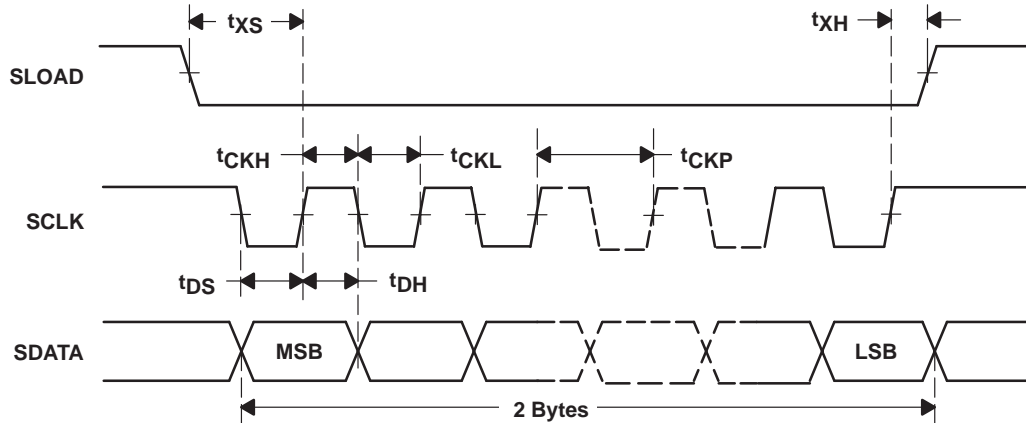 tXS
tXH
SLOAD
tCKH
tCKL
tCKP
SCLK
tDS
tDH
SDATA
MSB
LSB
2 Bytes